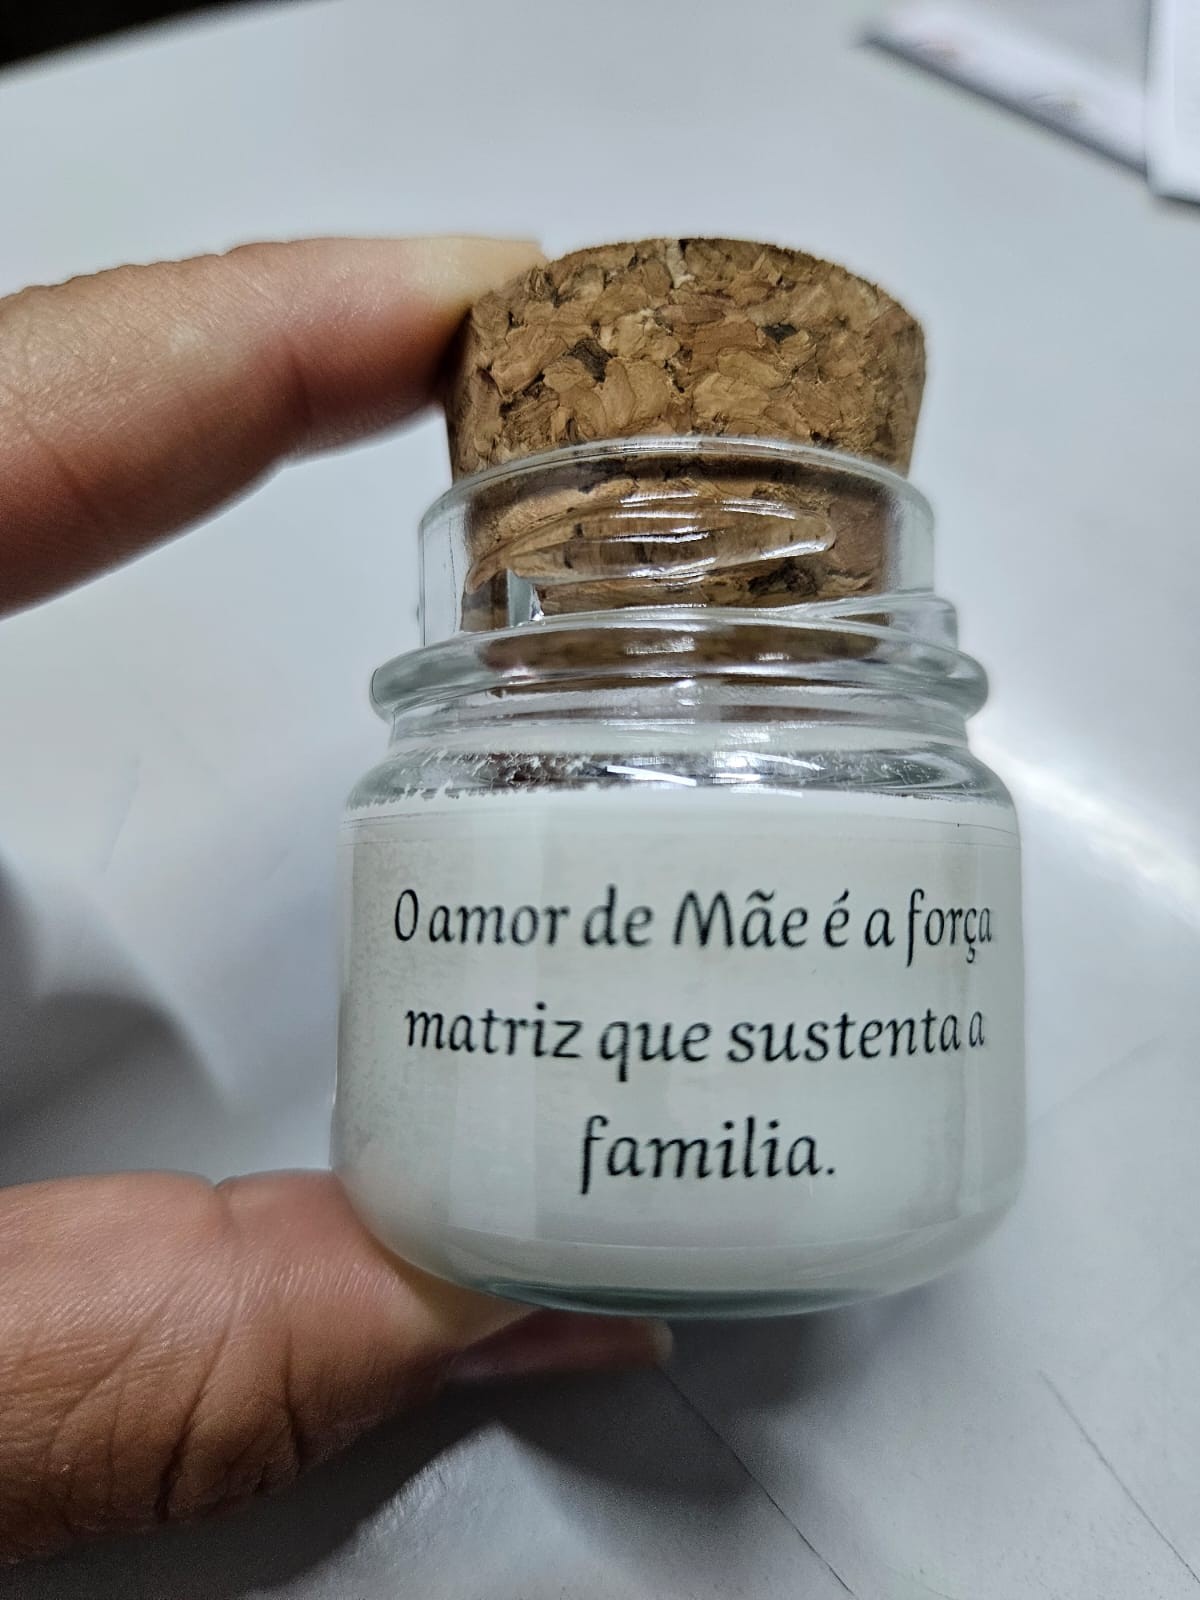 O amor de Mãe é a força
matriz que sustenta a
familia.